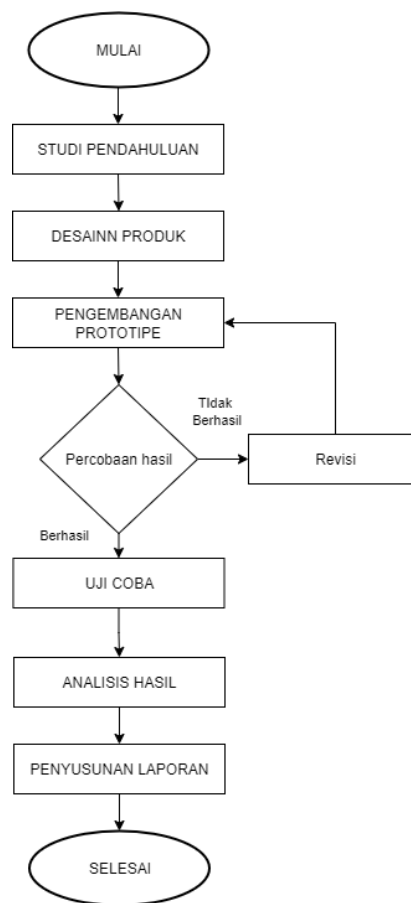 MULAI
STUDI PENDAHULUAN
DESAINN PRODUK
PENGEMBANGAN
PROTOTIPE
TIdak
Berhasil
Percobaan hasil
Revisi
Berhasil
UJI COBA
ANALISIS HASIL
PENYUSUNAN LAPORAN
SELESAI